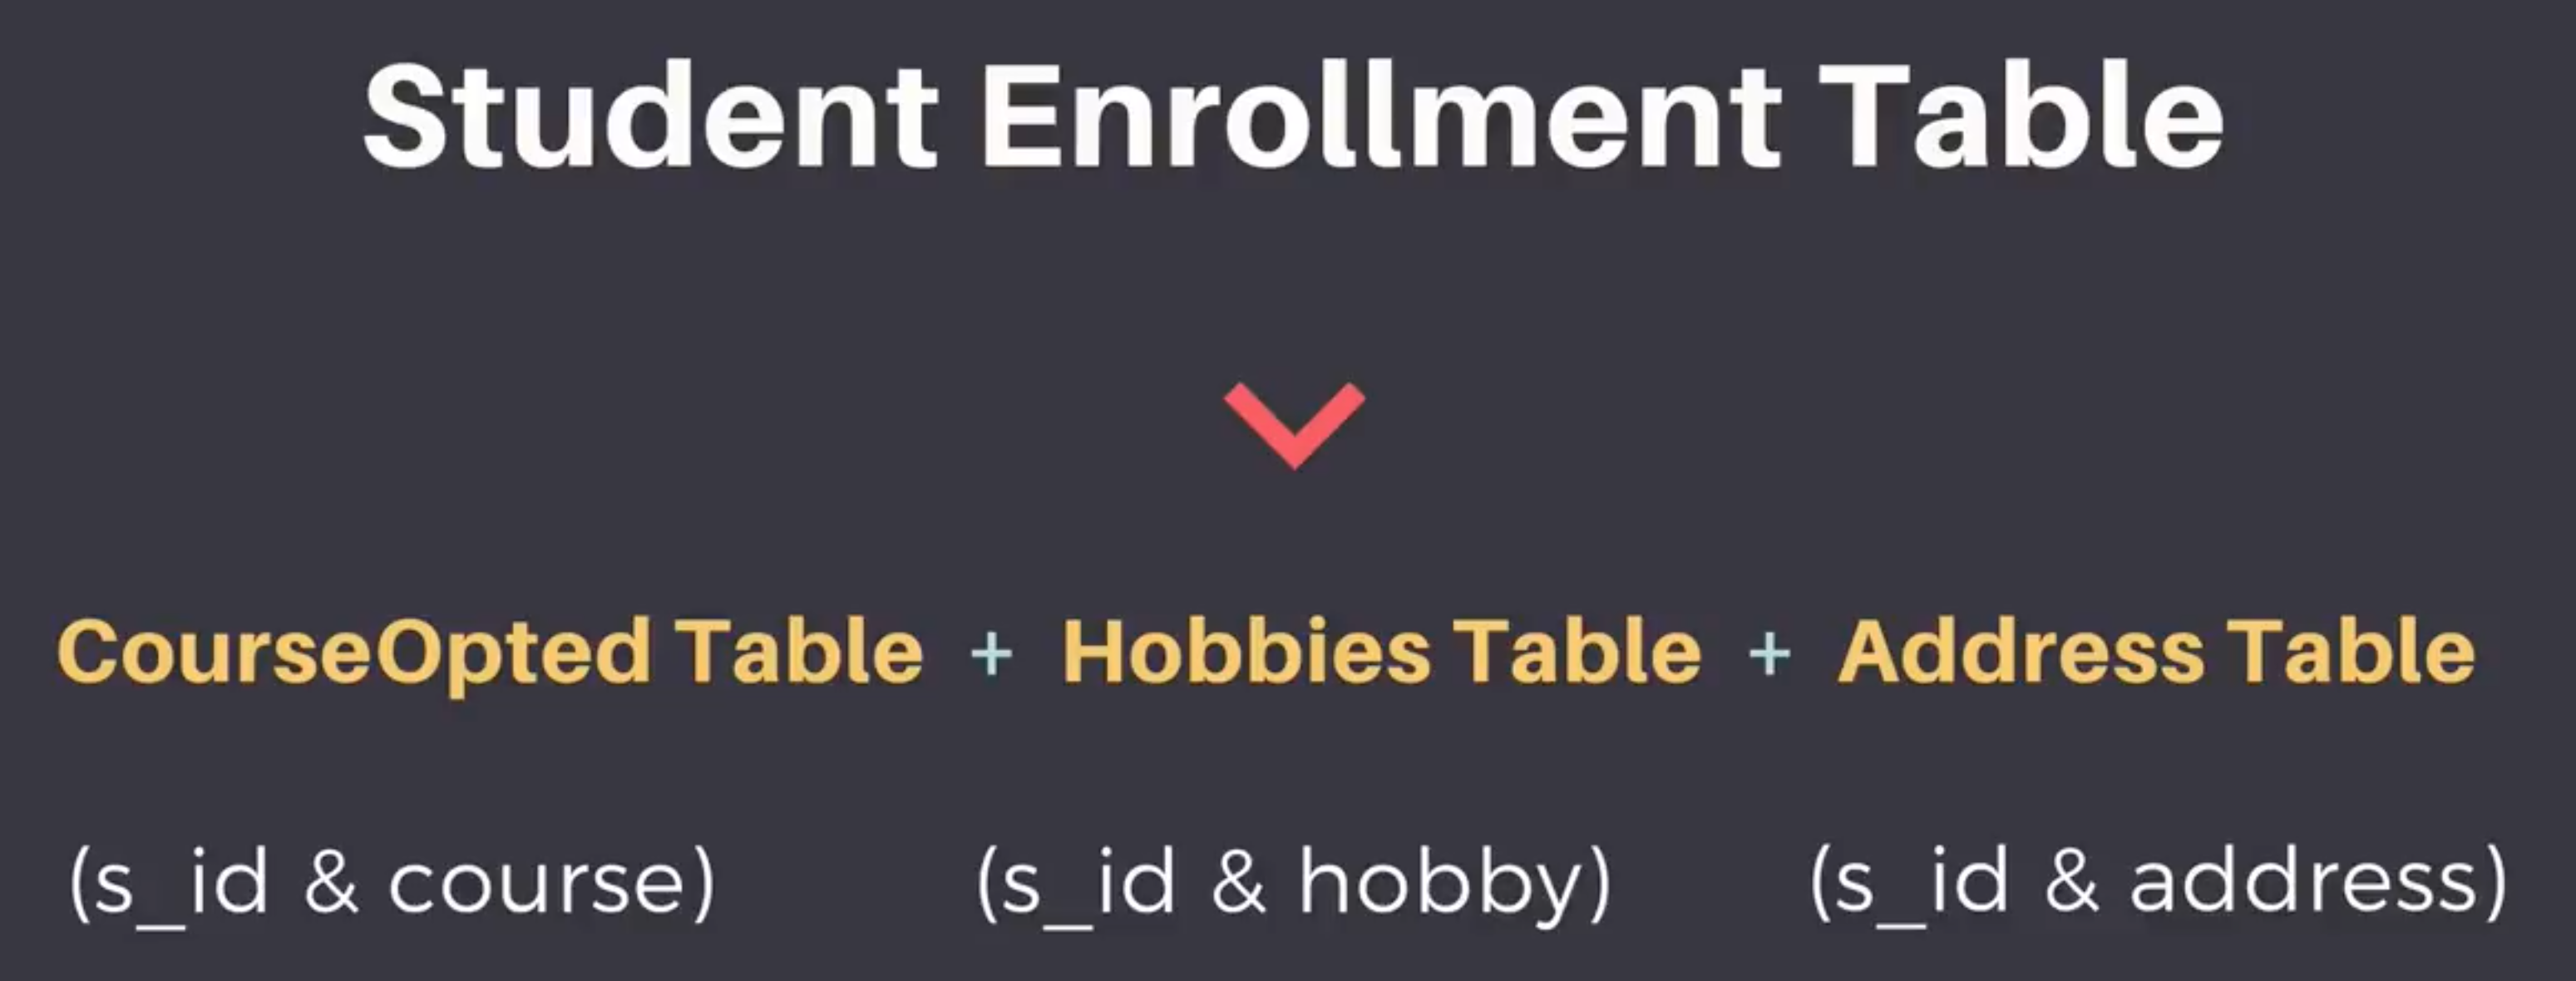 Student Enrollment Table
CourseOpted Table + Hobbies Table + Address Table
(s_id & course) (s_id & hobby) (s_id & address)